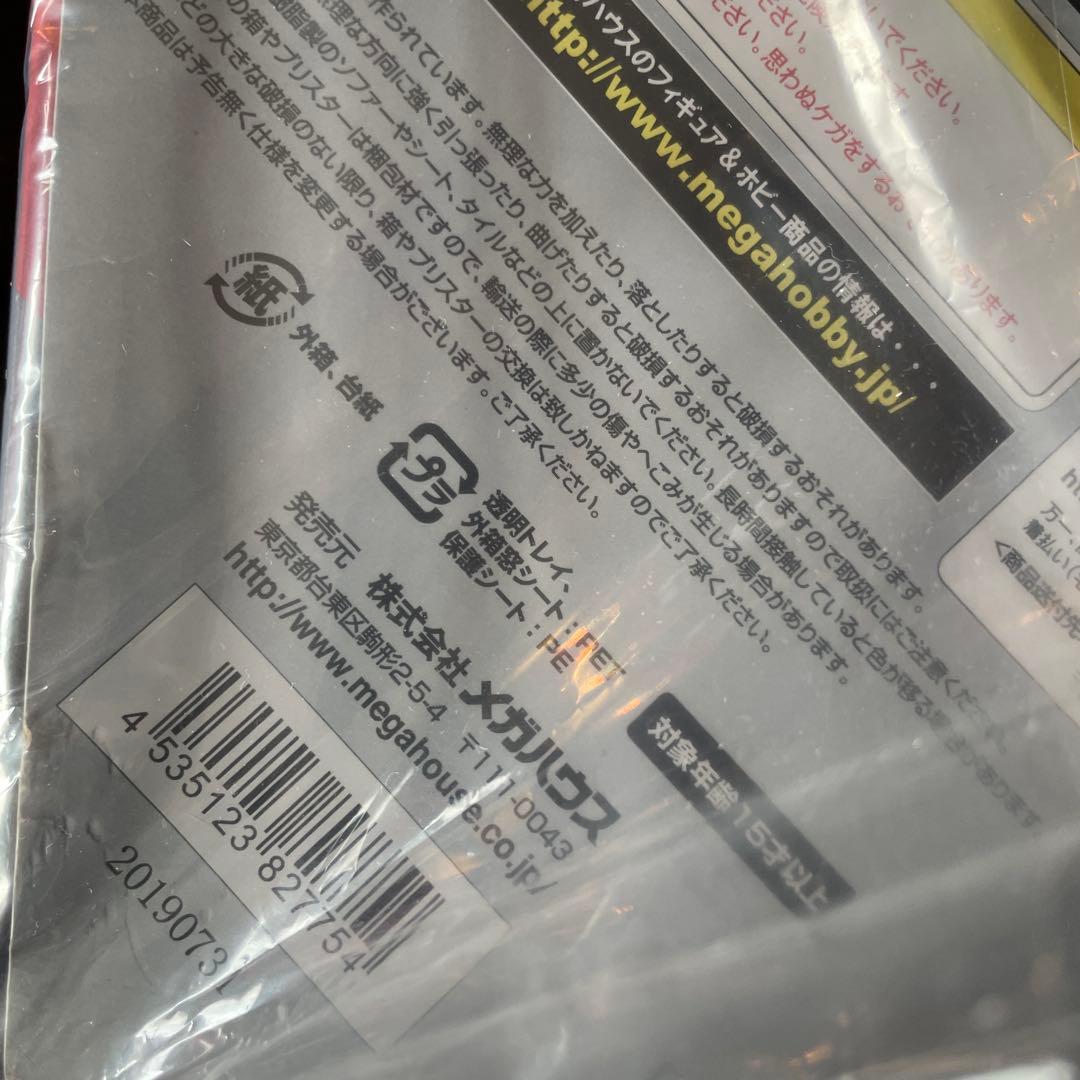 いてください。
ださい。
ださい。思わぬケガをするおそれがあります。
ハウスのフィギュア&ホビー商品の情報は・・・・
http://www.megahobby.jp/
作られています。無理な力を加えたり、落としたりすると破損するおそれがあります。
無理な方向に強く引っ張ったり、曲げたりすると破損するおそれがありますので取扱にはご注意くだ
樹脂製のソファーやシート、タイルなどの上に置かないでください。長時間接触していると色が移る場合があります
の箱やブリスターは梱包材ですので、輸送の際に多少の傷やへこみが生じる場合があります。
どの大きな破損のない限り、箱やブリスターの交換は致しかねますのでご了承ください。
本商品は予告無く仕様を変更する場合がございます。ご了承ください。
紙
外箱、台紙
プラ
透明トレイ、
外箱窓シート:PET
保護シート:PE
発売元 株式会社 メガハウス
東京都台東区駒形2-5-4 〒111-0043
http://www.megahouse.co.jp/
対象年齢15才以上
4 535123 827754
20190731
万一、
着払い
<商品送付先